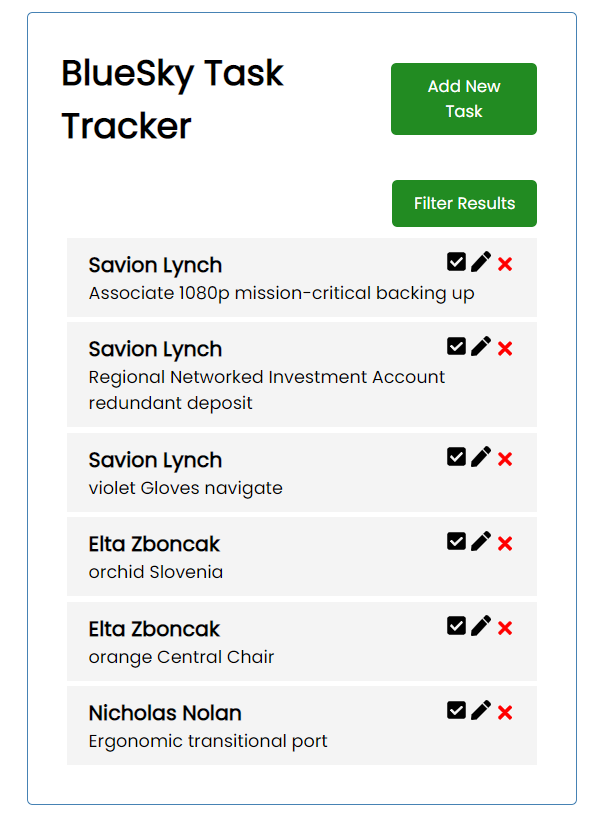 BlueSky Task
Tracker
Add New
Task
Filter Results
Savion Lynch
Associate 1080p mission-critical backing up
Savion Lynch
Regional Networked Investment Account
redundant deposit
Savion Lynch
violet Gloves navigate
Elta Zboncak
orchid Slovenia
Elta Zboncak
orange Central Chair
Nicholas Nolan
Ergonomic transitional port